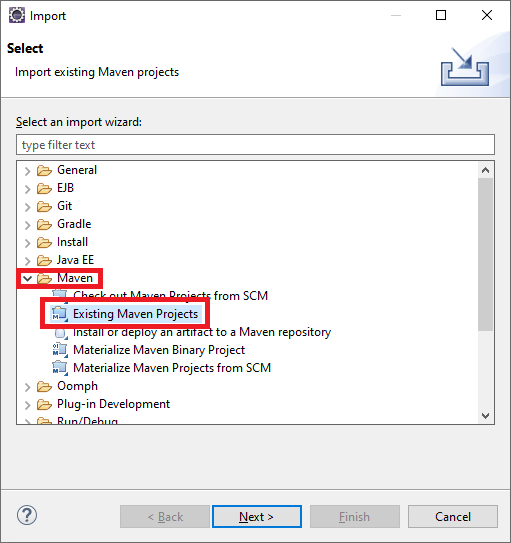 Import
Select
Import existing Maven projects
Select an import wizard:
type filter text
General
EJB
Git
Gradle
Install
Java EE
Maven
Check out Maven Projects from SCM
Existing Maven Projects
Install or deploy an artifact to a Maven repository
Materialize Maven Binary Project
Materialize Maven Projects from SCM
Oomph
Plug-in Development
Run/Debug
? < Back Next > Finish Cancel